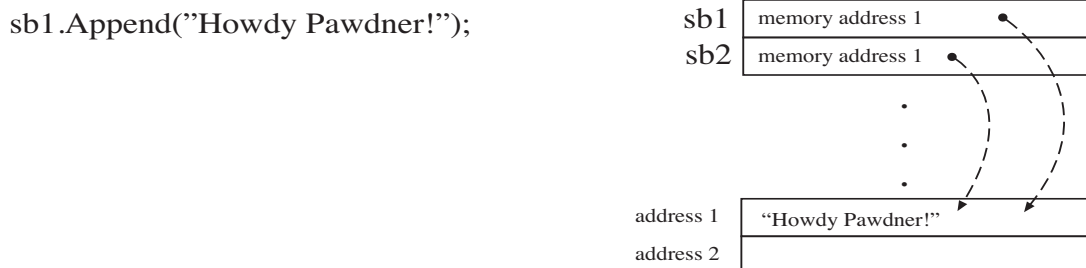 sb1.Append(”Howdy Pawdner!”);
sb1 memory address 1
sb2 memory address 1
address 1 “Howdy Pawdner!”
address 2